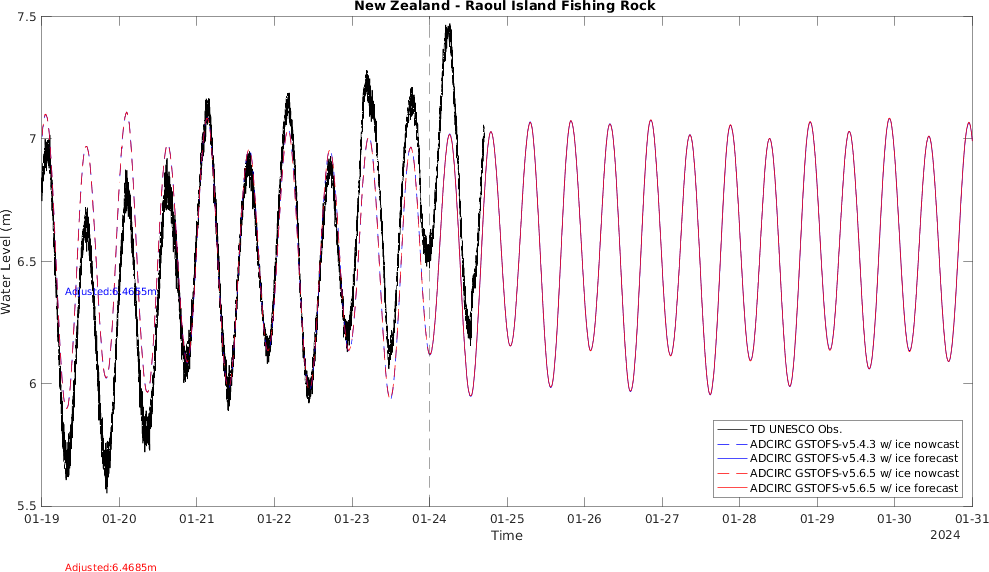 New Zealand - Raoul Island Fishing Rock
7.5
7
6.5
6
5.5
Water Level (m)
Adjusted:6.4665m
TD UNESCO Obs.
ADCIRC GSTOFS-v5.4.3 w/ ice nowcast
ADCIRC GSTOFS-v5.4.3 w/ ice forecast
ADCIRC GSTOFS-v5.6.5 w/ ice nowcast
ADCIRC GSTOFS-v5.6.5 w/ ice forecast
01-19 01-20 01-21 01-22 01-23 01-24 01-25 01-26 01-27 01-28 01-29 01-30 01-31
Time
2024
Adjusted:6.4685m